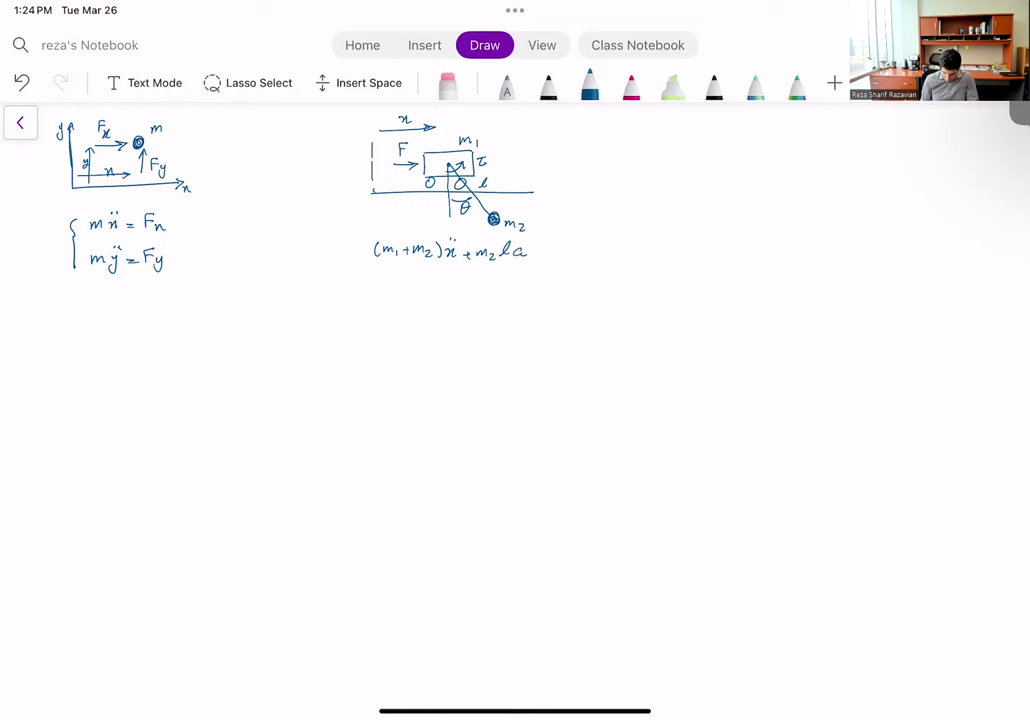 1:24 PM Tue Mar 26
reza's Notebook
Home Insert Draw View Class Notebook
Text Mode Lasso Select Insert Space
A
Reza Sharif Razavian
y Fx m
y x Fy
x
mẍ = Fx
mÿ = Fy
x
F m₁ τ
l
θ
m₂
(m₁+m₂)ẍ + m₂ l a